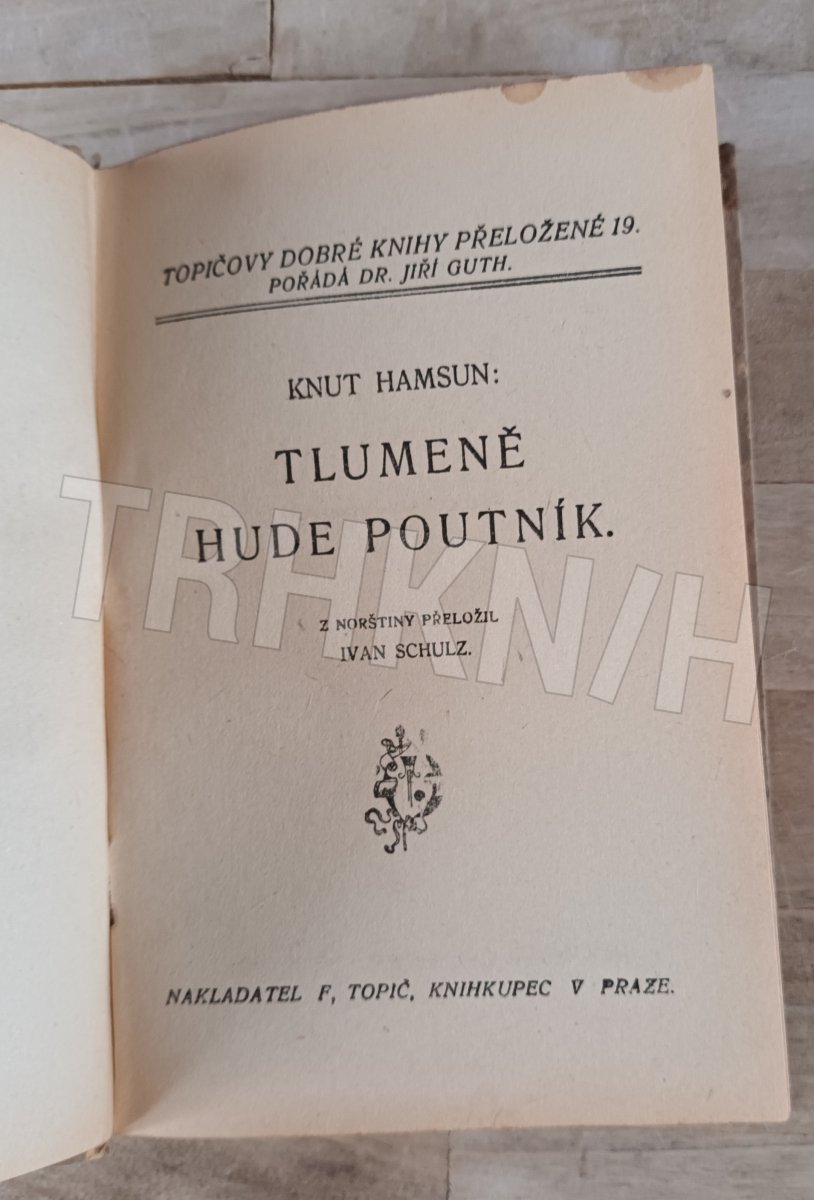 TOPIČOVY DOBRÉ KNIHY PŘELOŽENÉ 19.
POŘÁDÁ DR. JIŘÍ GUTH.
KNUT HAMSUN:
TLUMENĚ
HUDE POUTNÍK.
Z NORŠTINY PŘELOŽIL
IVAN SCHULZ.
NAKLADATEL F, TOPIČ, KNIHKUPEC V PRAZE.
TRHKN/H